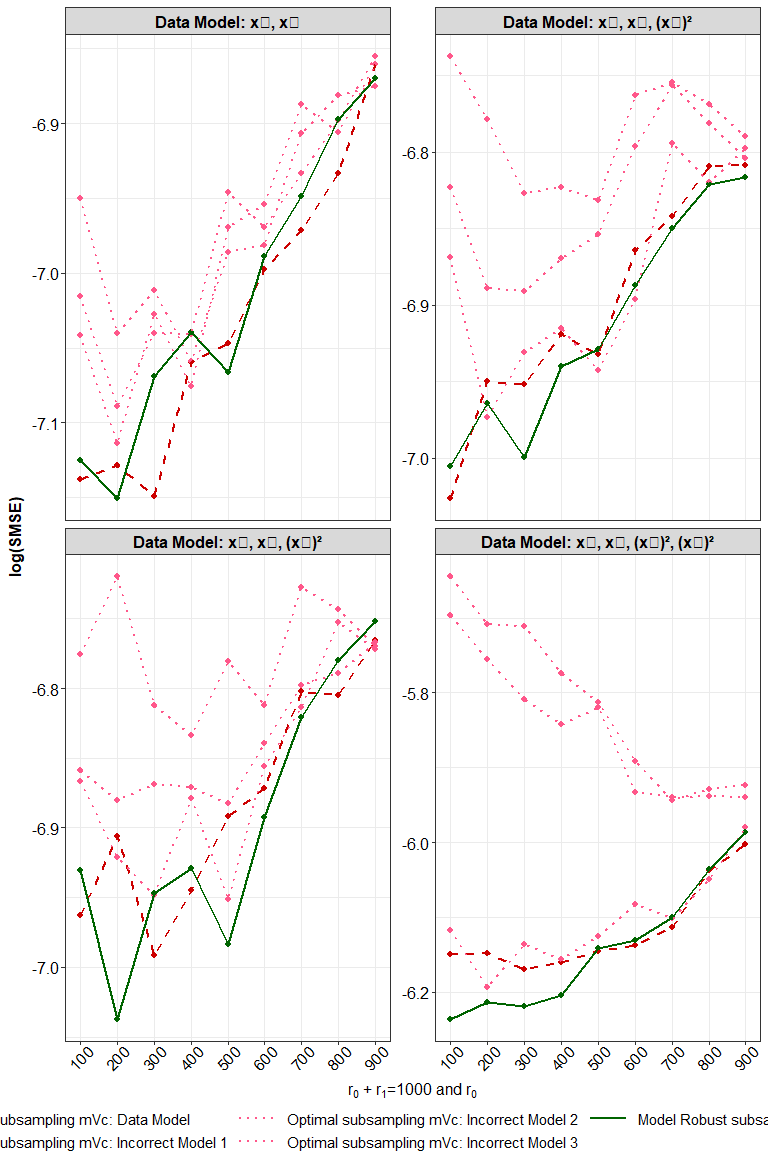 Data Model: x▯, x▯
Data Model: x▯, x▯, (x▯)²
-6.9
-7.0
-7.1
-6.8
-6.9
-7.0
log(SMSE)
Data Model: x▯, x▯, (x▯)²
Data Model: x▯, x▯, (x▯)², (x▯)²
-6.8
-6.9
-7.0
-5.8
-6.0
-6.2
100 200 300 400 500 600 700 800 900
100 200 300 400 500 600 700 800 900
r₀ + r₁=1000 and r₀
ubsampling mVc: Data Model
Optimal subsampling mVc: Incorrect Model 2
Model Robust subsa
ubsampling mVc: Incorrect Model 1
Optimal subsampling mVc: Incorrect Model 3